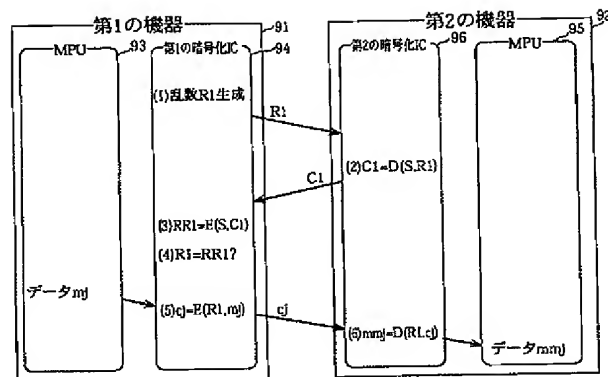 第1の機器
91
MPU
93
第1の暗号化IC
94
(1)乱数R1生成
R1
C1
(3)RR1=E(S,C1)
(4)R1=RR1?
データmj
(5)cj=E(R1,mj)
cj
第2の機器
第2の暗号化IC
96
MPU
95
(2)C1=D(S,R1)
(6)mmj=D(R1,cj)
データmmj